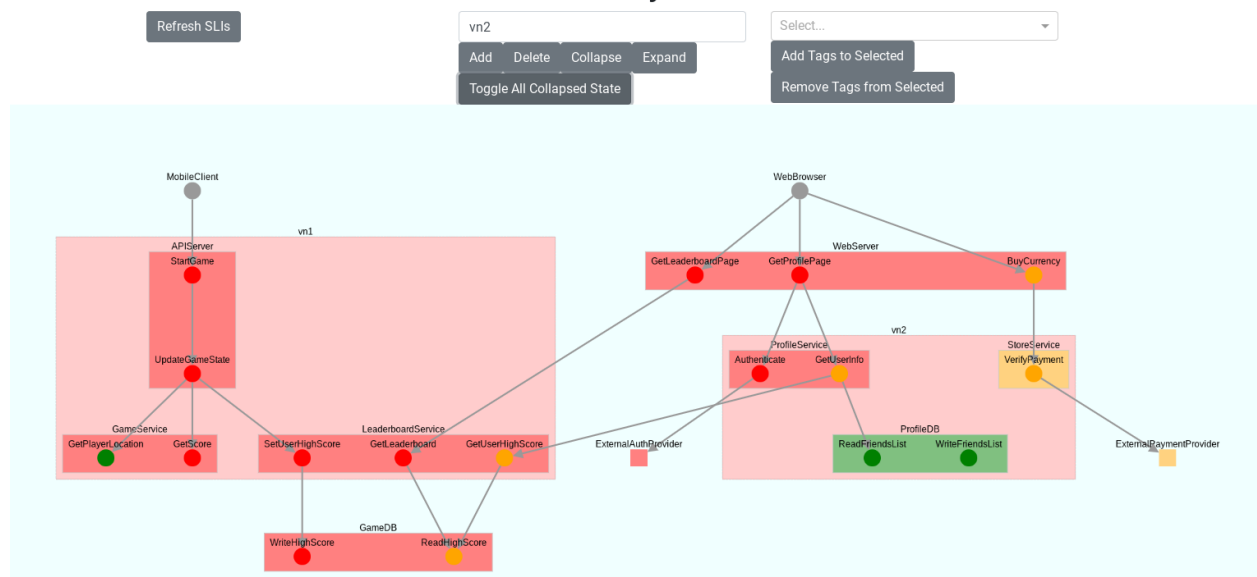 Refresh SLIs
vn2
Select...
Add Delete Collapse Expand
Add Tags to Selected
Toggle All Collapsed State
Remove Tags from Selected
MobileClient
WebBrowser
vn1
APIServer
WebServer
StartGame
GetLeaderboardPage
GetProfilePage
BuyCurrency
vn2
ProfileService
StoreService
UpdateGameState
Authenticate
GetUserInfo
VerifyPayment
GameService
LeaderboardService
ProfileDB
GetPlayerLocation
GetScore
SetUserHighScore
GetLeaderboard
GetUserHighScore
ExternalAuthProvider
ReadFriendsList
WriteFriendsList
ExternalPaymentProvider
GameDB
WriteHighScore
ReadHighScore